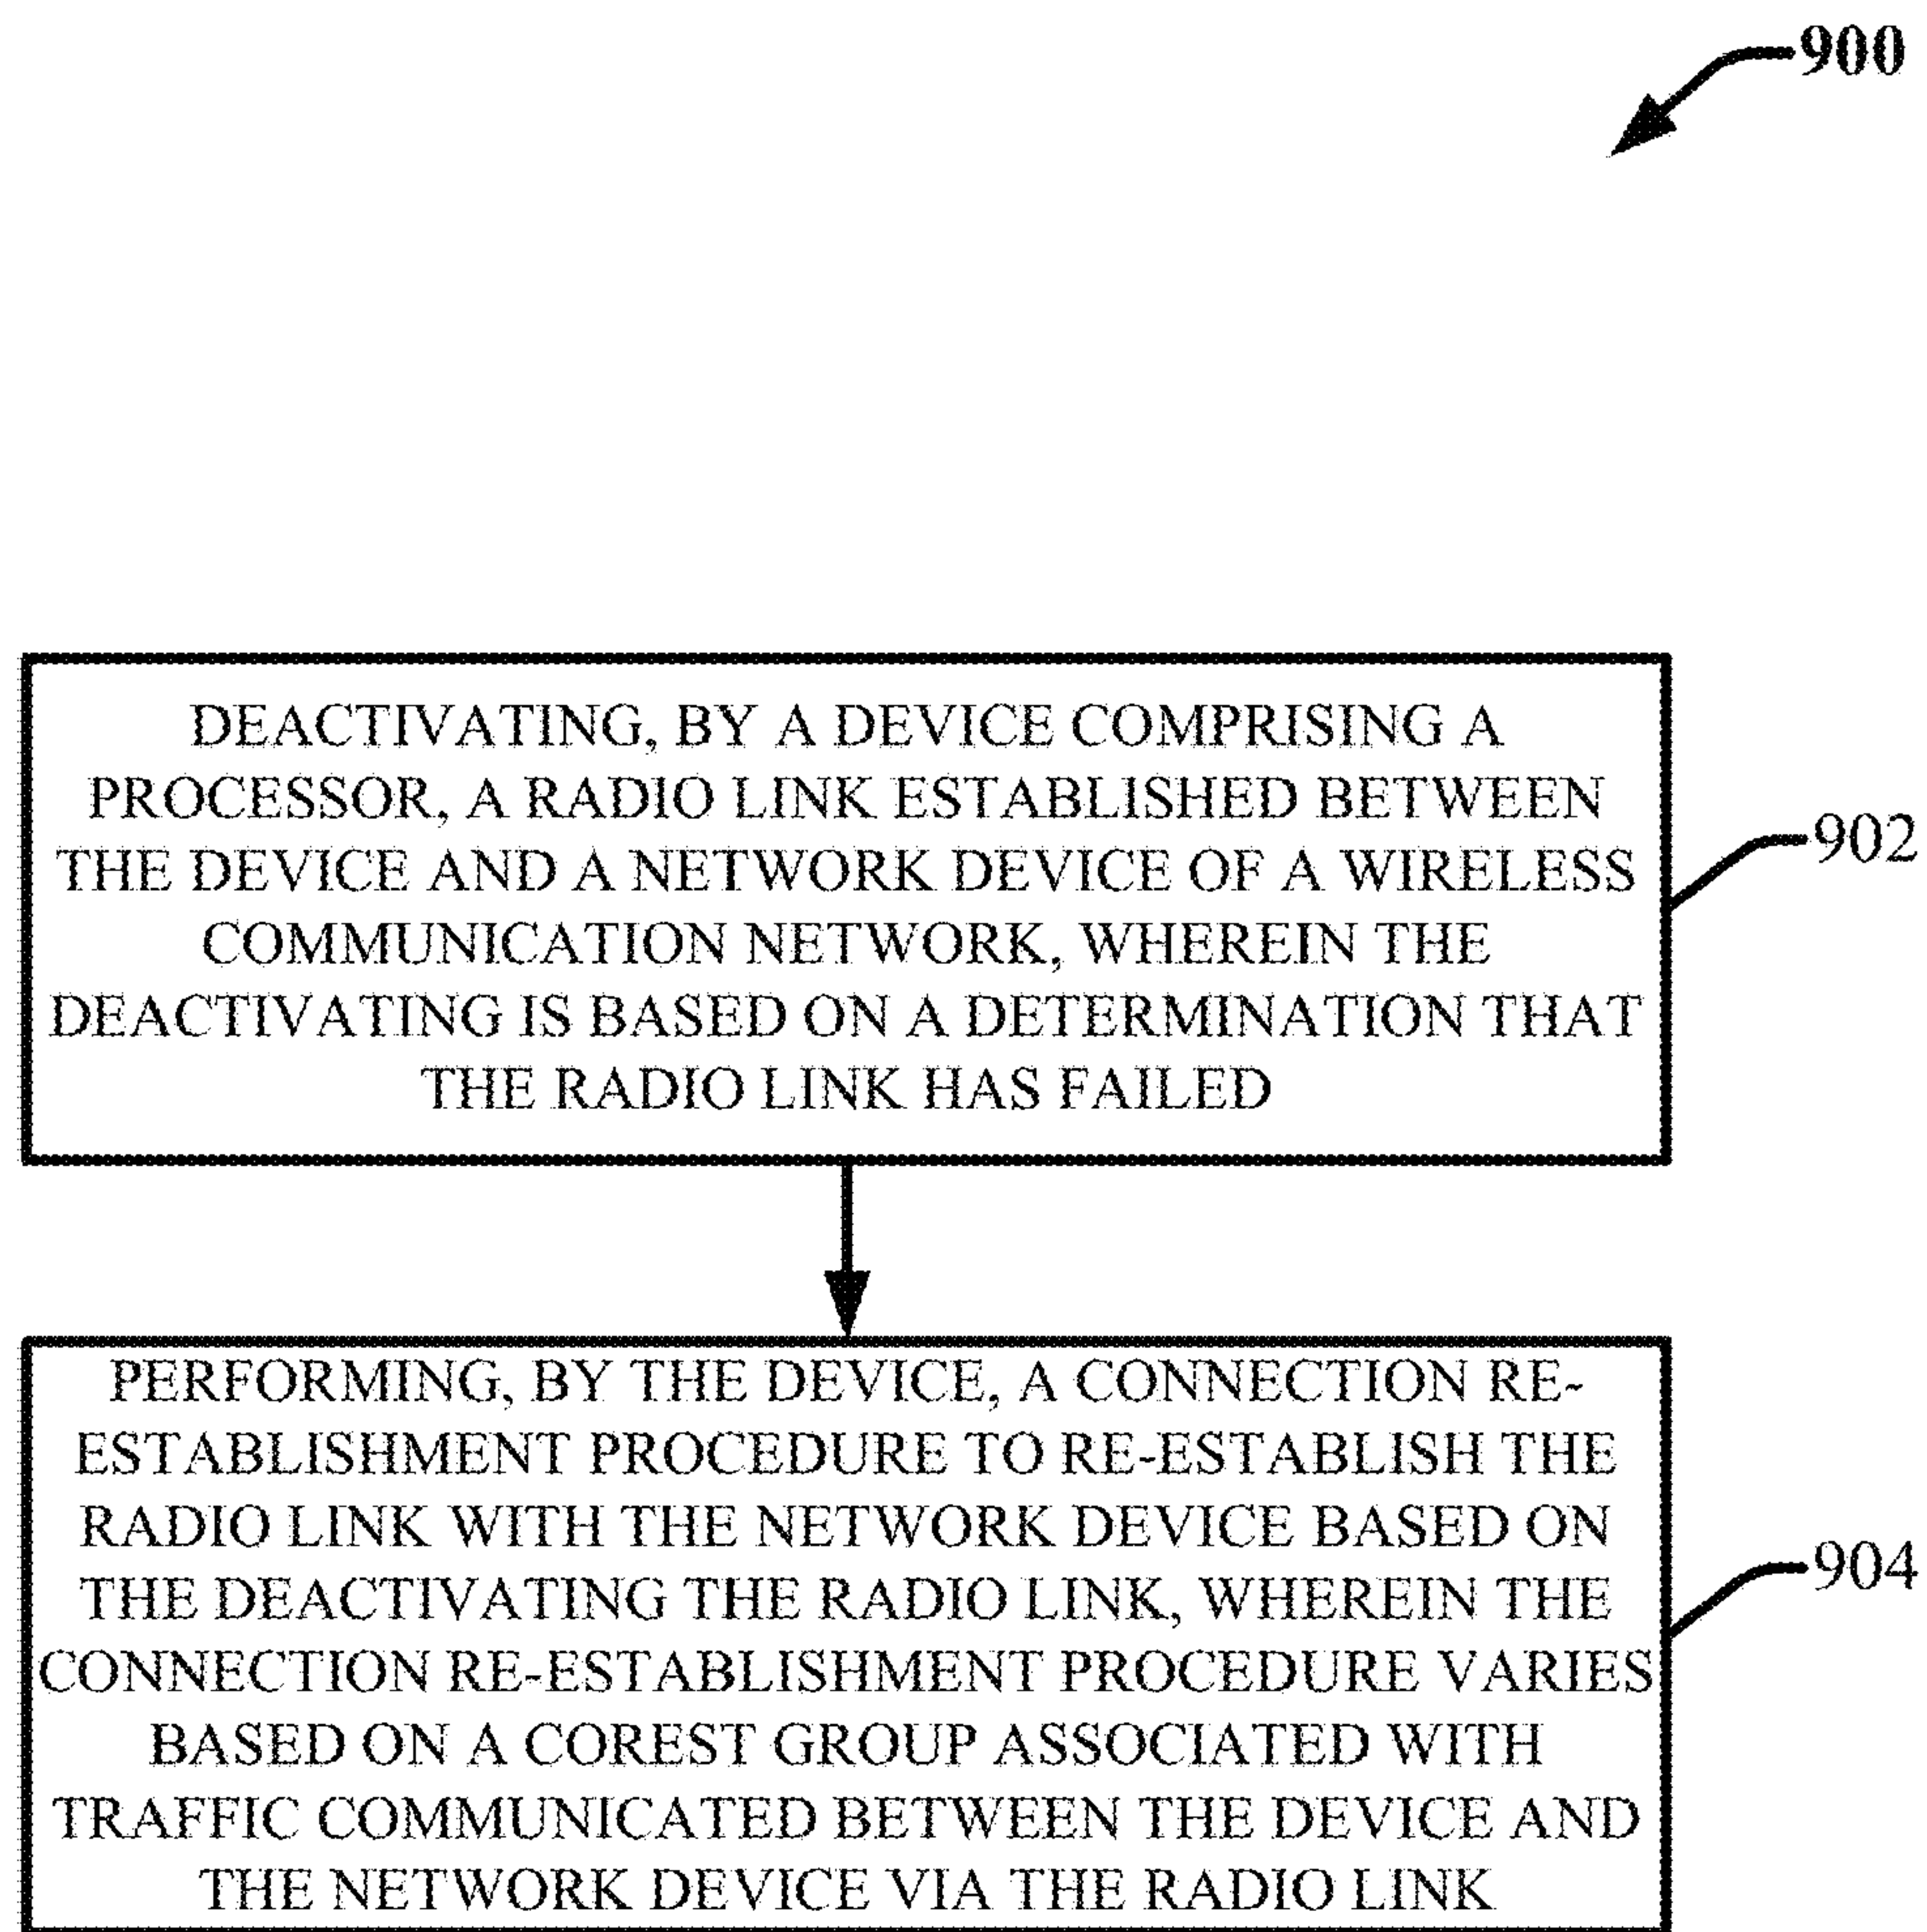 900
DEACTIVATING, BY A DEVICE COMPRISING A
PROCESSOR, A RADIO LINK ESTABLISHED BETWEEN
THE DEVICE AND A NETWORK DEVICE OF A WIRELESS
COMMUNICATION NETWORK, WHEREIN THE
DEACTIVATING IS BASED ON A DETERMINATION THAT
THE RADIO LINK HAS FAILED
902
PERFORMING, BY THE DEVICE, A CONNECTION RE-
ESTABLISHMENT PROCEDURE TO RE-ESTABLISH THE
RADIO LINK WITH THE NETWORK DEVICE BASED ON
THE DEACTIVATING THE RADIO LINK, WHEREIN THE
CONNECTION RE-ESTABLISHMENT PROCEDURE VARIES
BASED ON A COREST GROUP ASSOCIATED WITH
TRAFFIC COMMUNICATED BETWEEN THE DEVICE AND
THE NETWORK DEVICE VIA THE RADIO LINK
904